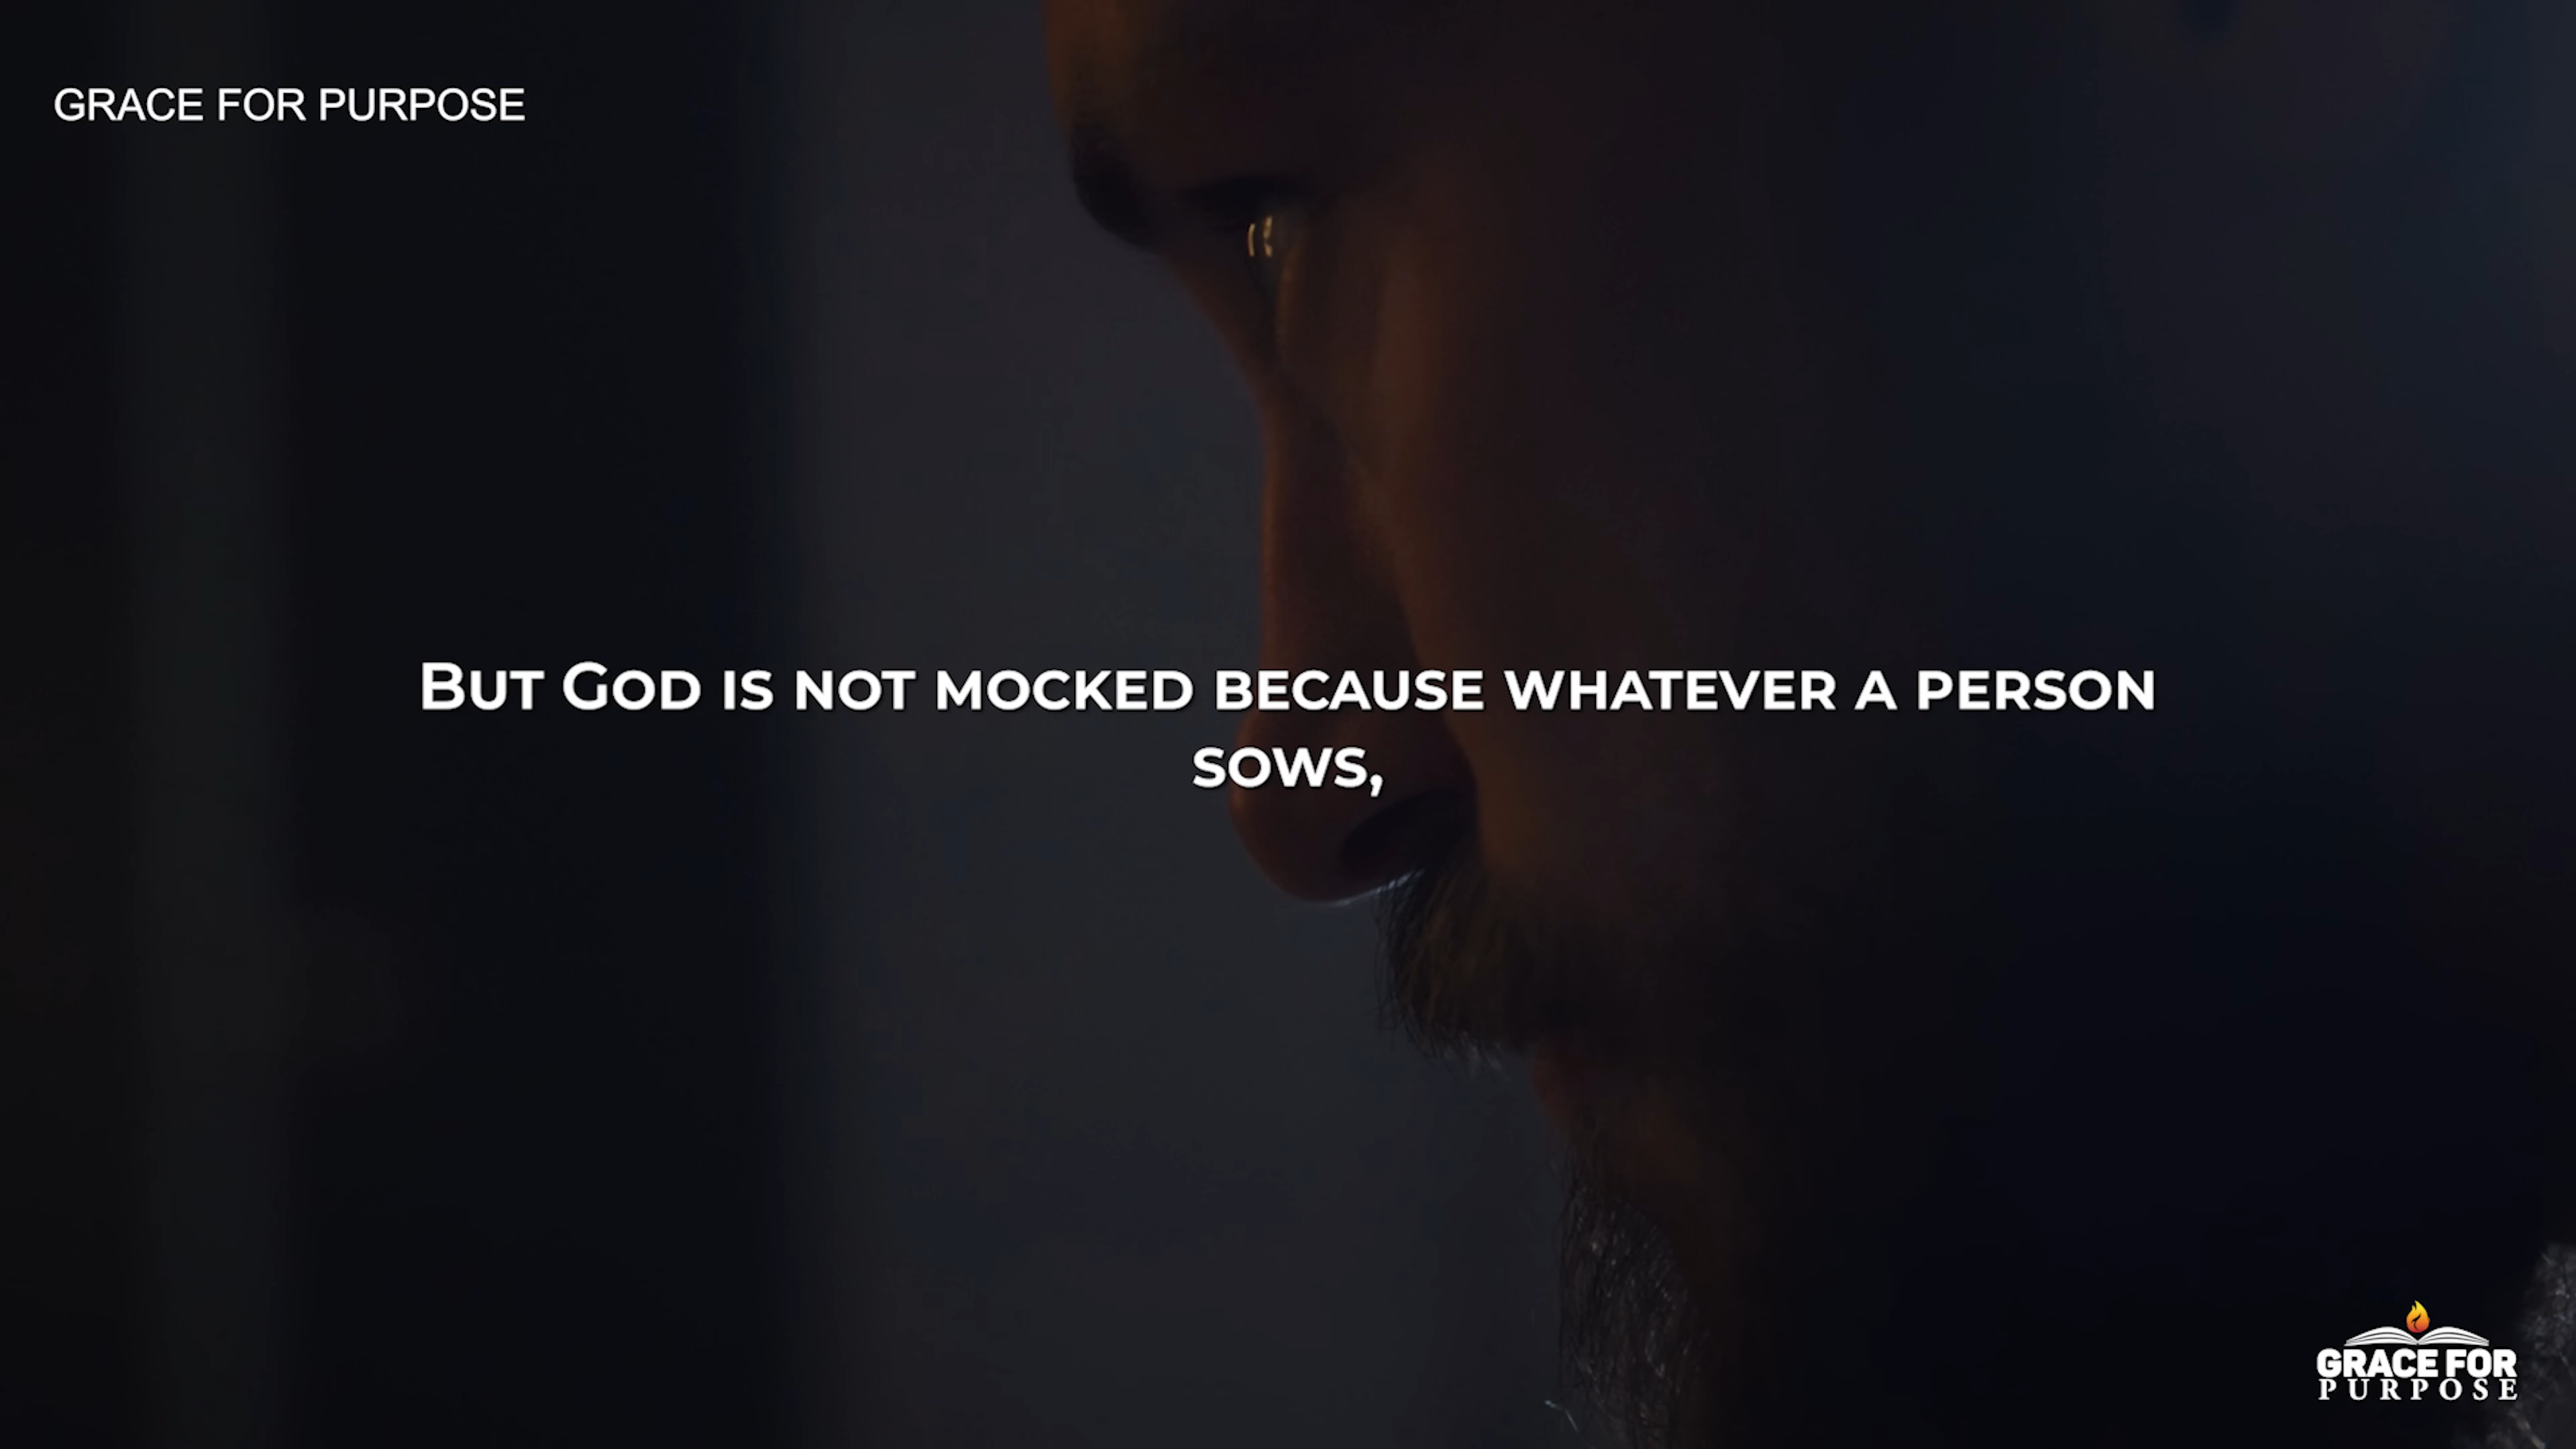 GRACE FOR PURPOSE
But God is not mocked because whatever a person
sows,
GRACE FOR
PURPOSE